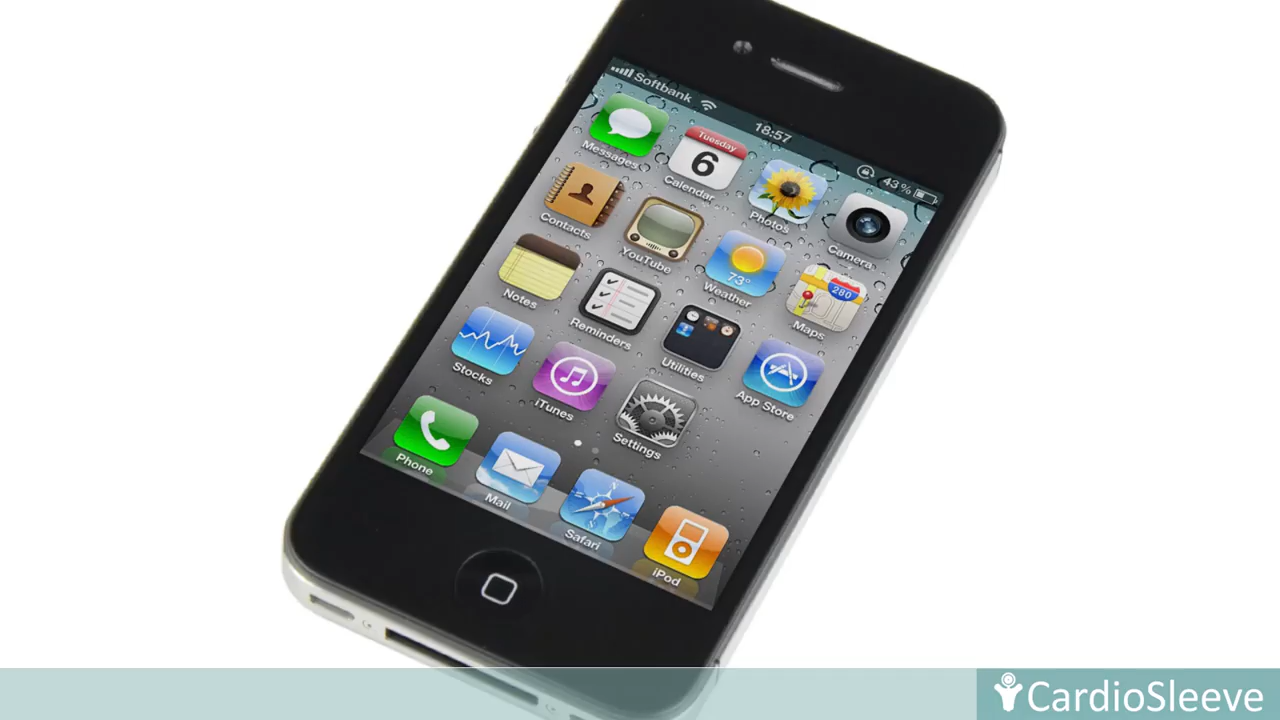 Softbank 18:57 43%
Messages
Tuesday
6
Calendar
Photos
Camera
Contacts
YouTube
73°
Weather
280
Maps
Notes
Reminders
Utilities
App Store
Stocks
iTunes
Settings
Phone
Mail
Safari
iPod
CardioSleeve